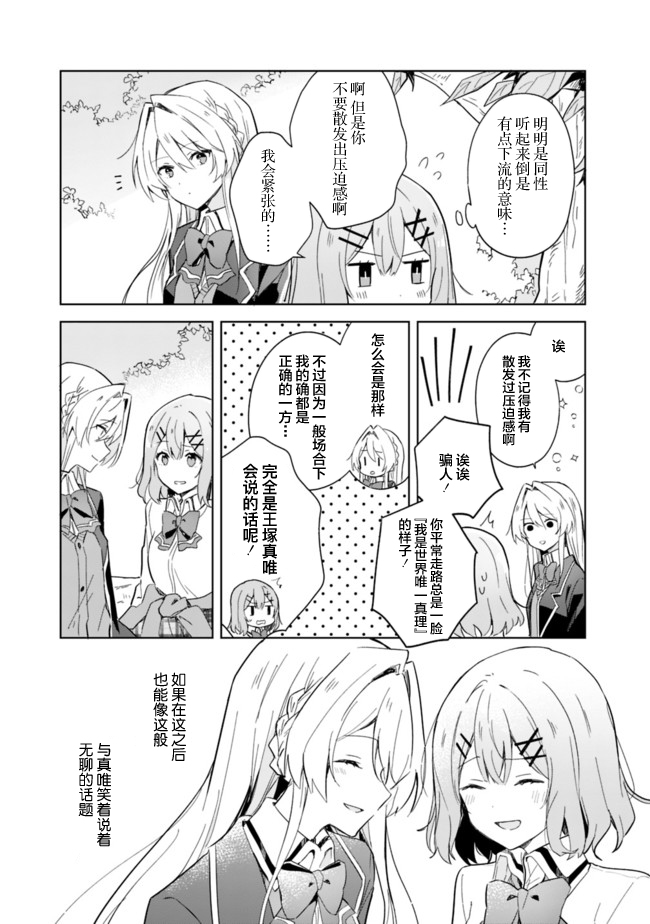 明明是同性
听起来倒是
有点下流的意味…
啊 但是你
不要散发出压迫感啊
我会紧张的……
诶
我不记得我有
散发过压迫感啊
诶诶
骗人！
你平常走路总是一脸
『我是世界唯一真理』
的样子！
怎么会是那样
不过因为一般场合下
我的确都是
正确的一方…
完全是王塚真唯
会说的话呢！
如果在这之后
也能像这般
与真唯笑着说着
无聊的话题